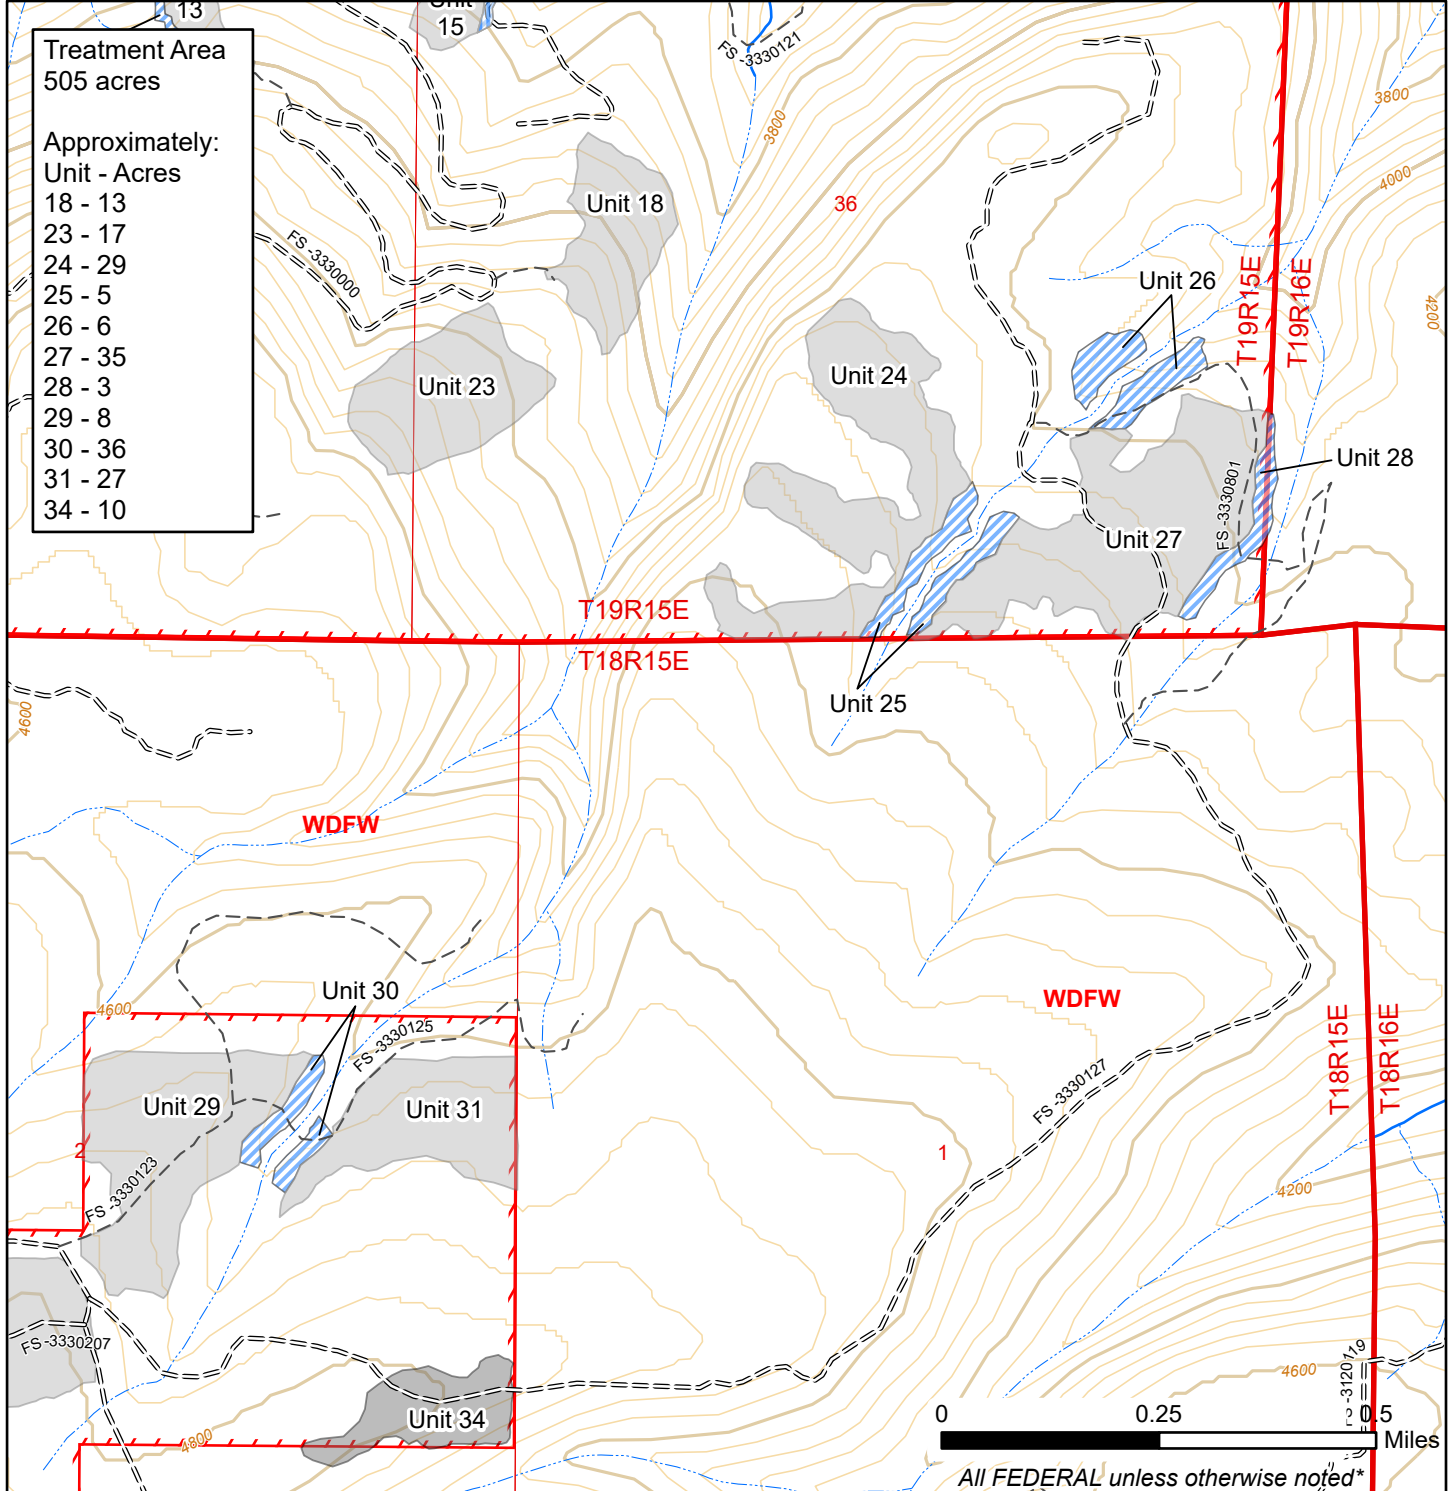 13
Unit
15
FS -3330121
Treatment Area
505 acres
Approximately:
Unit - Acres
18 - 13
23 - 17
24 - 29
25 - 5
26 - 6
27 - 35
28 - 3
29 - 8
30 - 36
31 - 27
34 - 10
3800
3800
4000
4200
Unit 18
36
FS -3330000
Unit 26
T19R15E
T19R16E
Unit 23
Unit 24
Unit 28
FS -3330801
Unit 27
T19R15E
T18R15E
Unit 25
4600
WDFW
Unit 30
WDFW
4600
FS -3330125
T18R15E
T18R16E
FS -3330127
Unit 29
Unit 31
2
1
FS -3330123
4200
FS -3330207
FS -3120119
4600
Unit 34
4800
0 0.25 0.5
Miles
All FEDERAL unless otherwise noted*